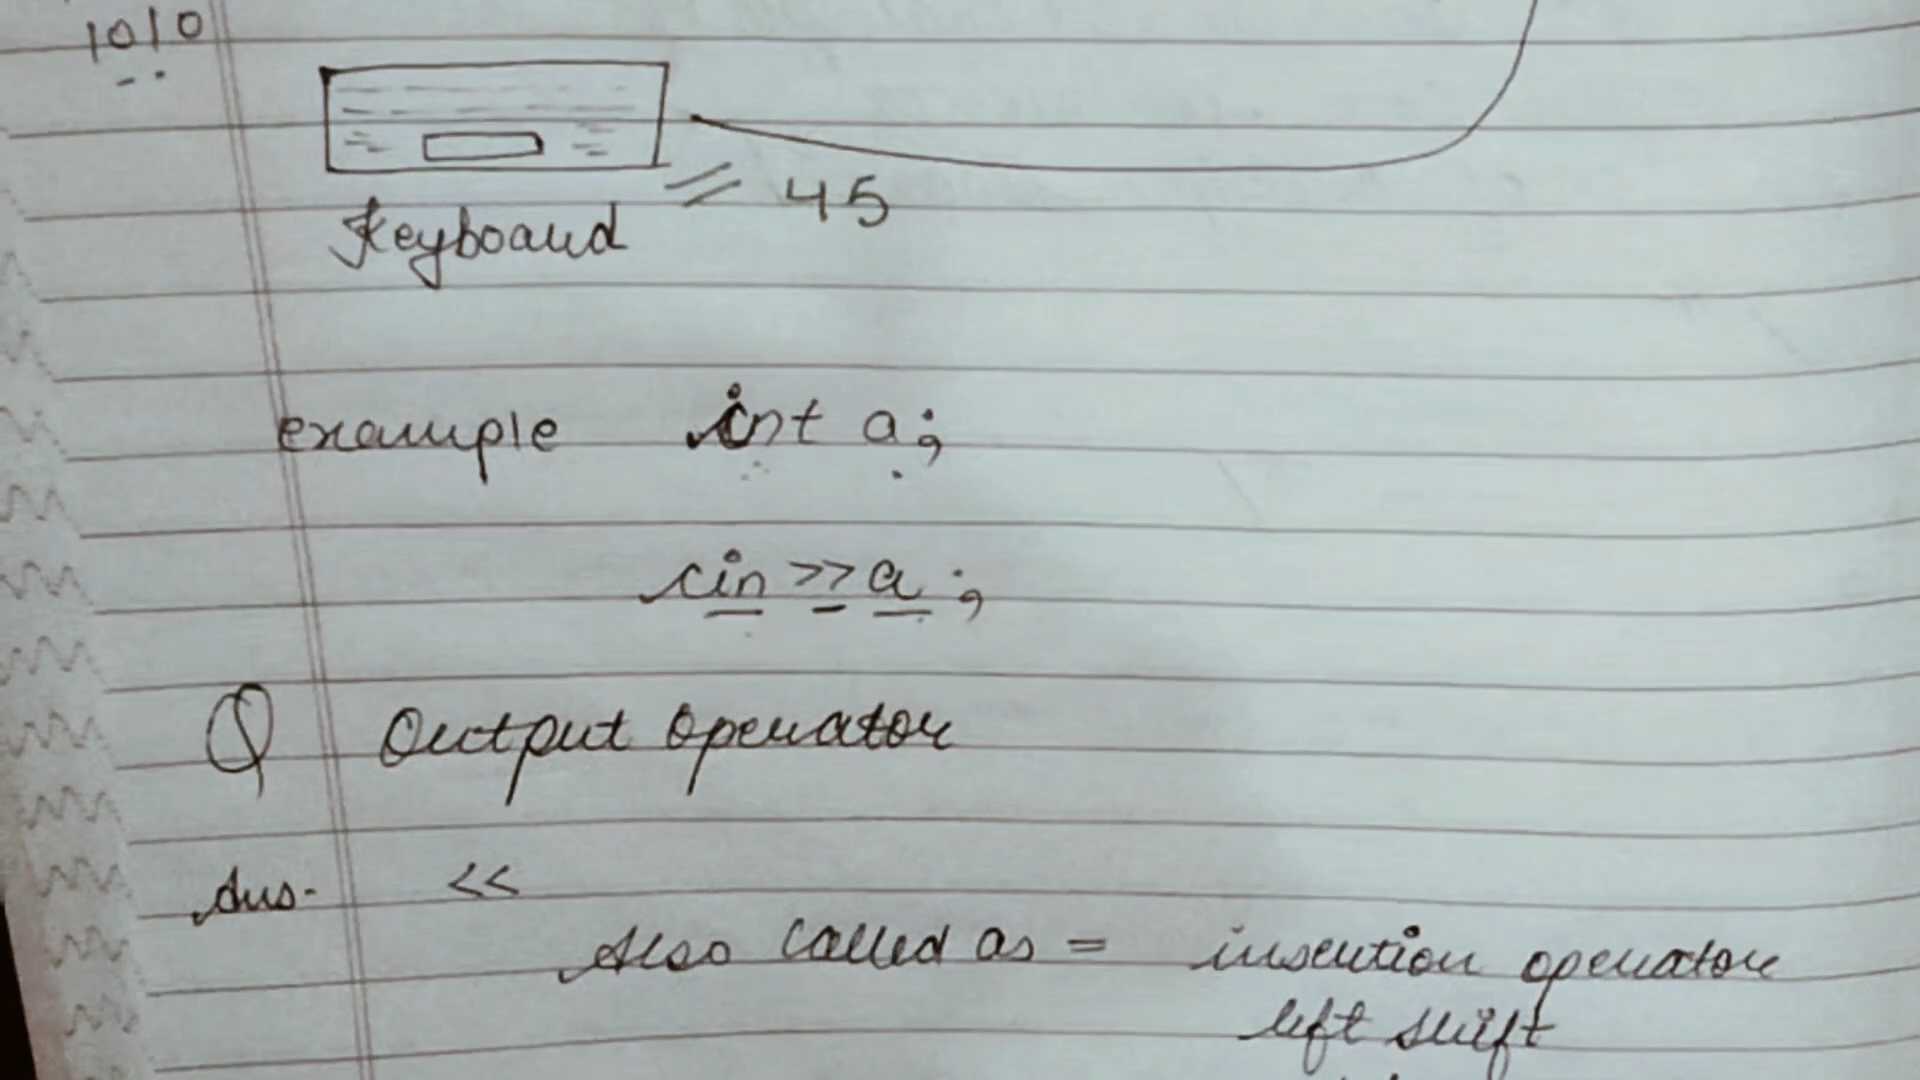 1010
45
Keyboard
example int a;
cin >> a;
Q Output operator
Ans. <<
Also called as = insertion operator
left shift